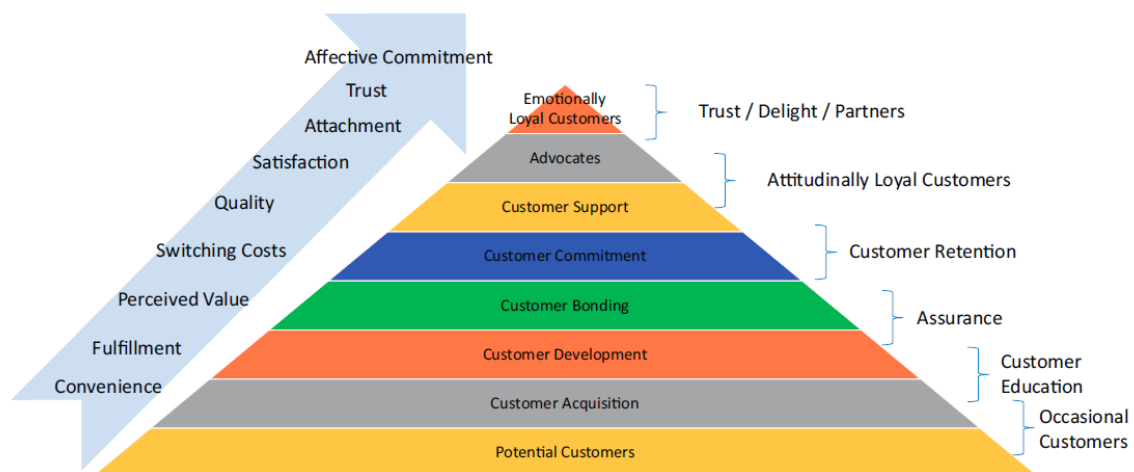 Affective Commitment
Trust
Attachment
Satisfaction
Quality
Switching Costs
Perceived Value
Fulfillment
Convenience
Emotionally
Loyal Customers
Advocates
Customer Support
Customer Commitment
Customer Bonding
Customer Development
Customer Acquisition
Potential Customers
Trust / Delight / Partners
Attitudinally Loyal Customers
Customer Retention
Assurance
Customer
Education
Occasional
Customers